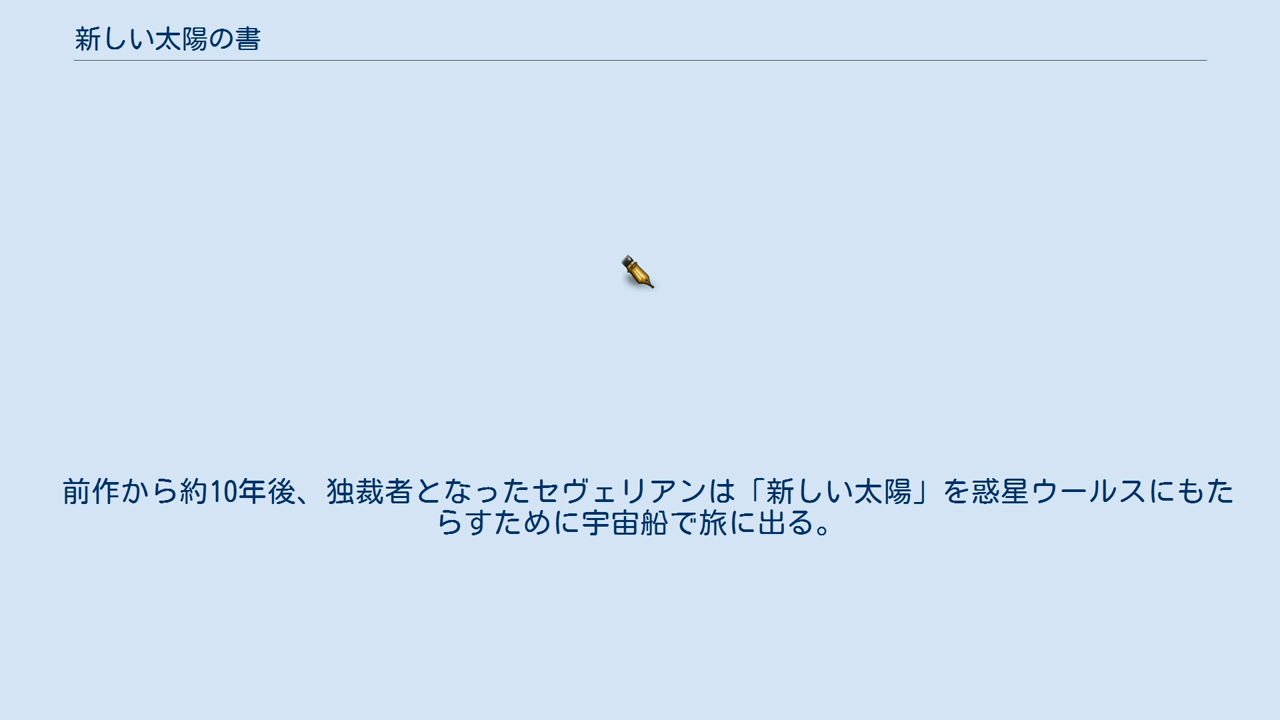 新しい太陽の書
前作から約10年後、独裁者となったセヴェリアンは「新しい太陽」を惑星ウールスにもた
らすために宇宙船で旅に出る。